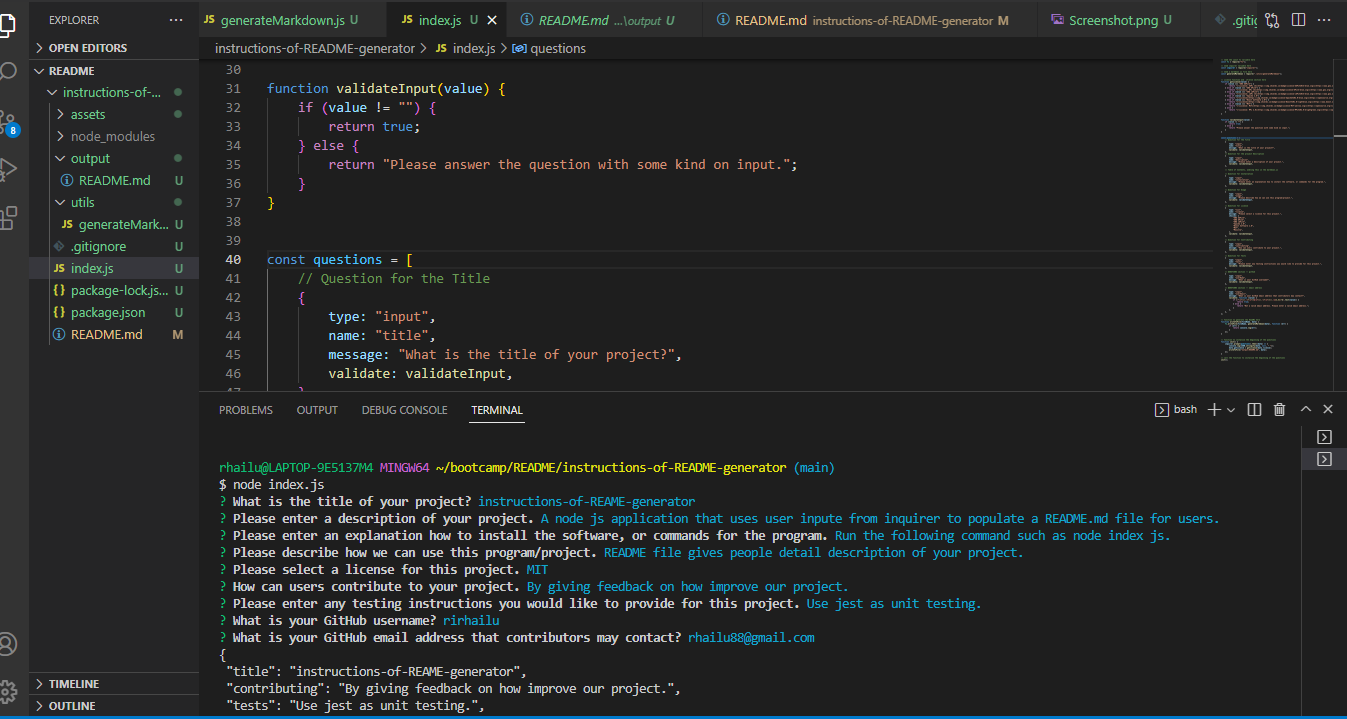 EXPLORER
JS generateMarkdown.js U
JS index.js U
README.md ...\output U
README.md instructions-of-README-generator M
Screenshot.png U
.gitig
OPEN EDITORS
README
instructions-of-...
assets
node_modules
output
README.md U
utils
JS generateMark... U
.gitignore U
JS index.js U
{} package-lock.js... U
{} package.json U
README.md M
TIMELINE
OUTLINE
8
instructions-of-README-generator > JS index.js > questions
30
31 function validateInput(value) {
32 if (value != "") {
33 return true;
34 } else {
35 return "Please answer the question with some kind on input.";
36 }
37 }
38
39
40 const questions = [
41 // Question for the Title
42 {
43 type: "input",
44 name: "title",
45 message: "What is the title of your project?",
46 validate: validateInput,
PROBLEMS OUTPUT DEBUG CONSOLE TERMINAL
bash
rhailu@LAPTOP-9E5137M4 MINGW64 ~/bootcamp/README/instructions-of-README-generator (main)
$ node index.js
? What is the title of your project? instructions-of-REAME-generator
? Please enter a description of your project. A node js application that uses user inpute from inquirer to populate a README.md file for users.
? Please enter an explanation how to install the software, or commands for the program. Run the following command such as node index js.
? Please describe how we can use this program/project. README file gives people detail description of your project.
? Please select a license for this project. MIT
? How can users contribute to your project. By giving feedback on how improve our project.
? Please enter any testing instructions you would like to provide for this project. Use jest as unit testing.
? What is your GitHub username? rirhailu
? What is your GitHub email address that contributors may contact? rhailu88@gmail.com
{
"title": "instructions-of-REAME-generator",
"contributing": "By giving feedback on how improve our project.",
"tests": "Use jest as unit testing.",